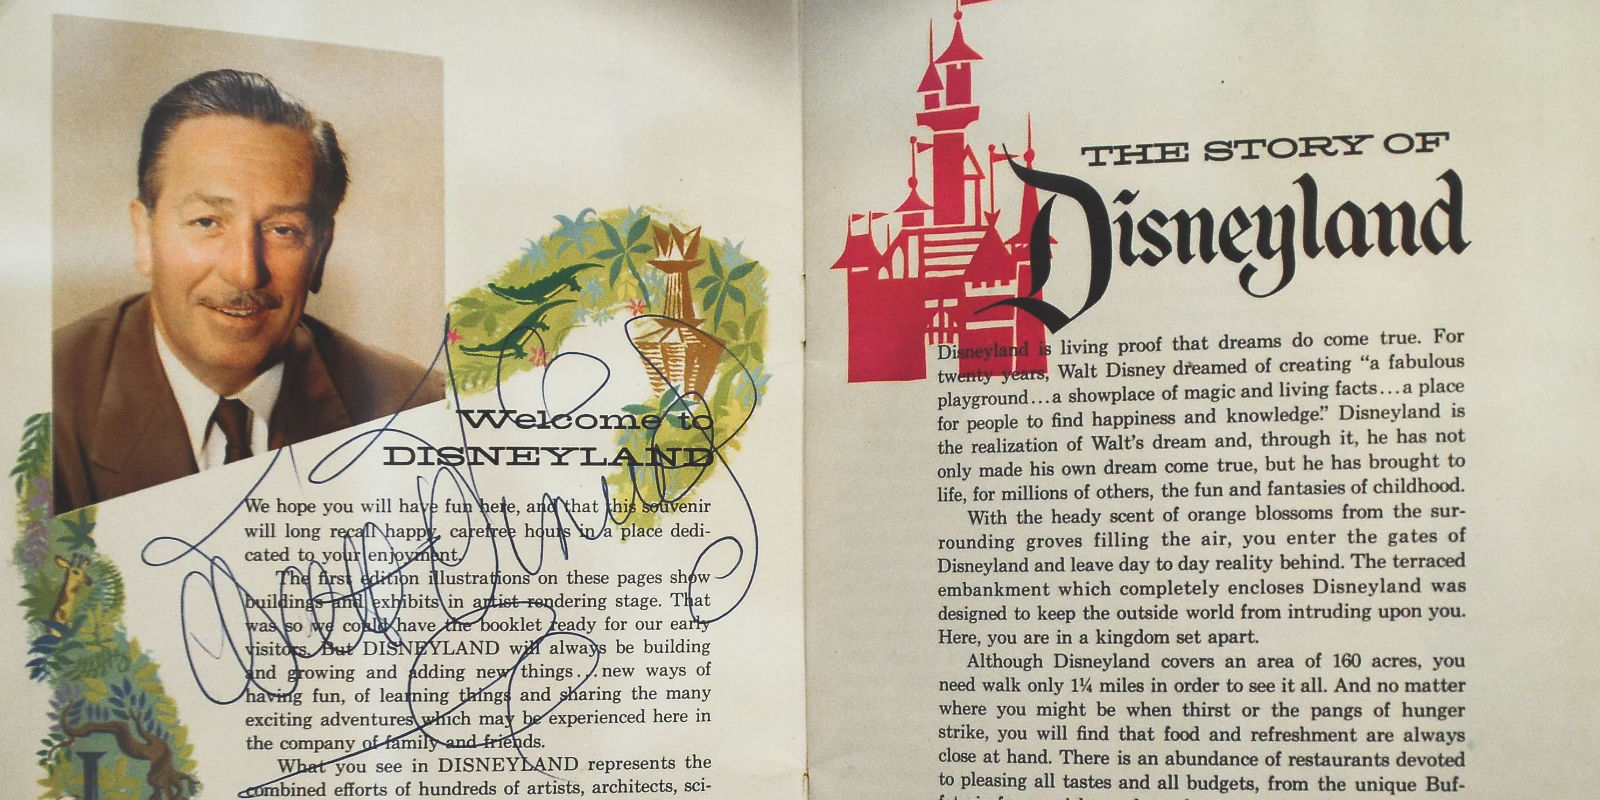 Welcome to
DISNEYLAND
We hope you will have fun here, and that this souvenir
will long recall happy, carefree hours in a place dedi-
cated to your enjoyment.
The first edition illustrations on these pages show
buildings and exhibits in artist rendering stage. That
was so we could have the booklet ready for our early
visitors. But DISNEYLAND will always be building
and growing and adding new things...new ways of
having fun, of learning things and sharing the many
exciting adventures which may be experienced here in
the company of family and friends.
What you see in DISNEYLAND represents the
combined efforts of hundreds of artists, architects, sci-
THE STORY OF
Disneyland
Disneyland is living proof that dreams do come true. For
twenty years, Walt Disney dreamed of creating “a fabulous
playground...a showplace of magic and living facts...a place
for people to find happiness and knowledge.” Disneyland is
the realization of Walt's dream and, through it, he has not
only made his own dream come true, but he has brought to
life, for millions of others, the fun and fantasies of childhood.
With the heady scent of orange blossoms from the sur-
rounding groves filling the air, you enter the gates of
Disneyland and leave day to day reality behind. The terraced
embankment which completely encloses Disneyland was
designed to keep the outside world from intruding upon you.
Here, you are in a kingdom set apart.
Although Disneyland covers an area of 160 acres, you
need walk only 1¼ miles in order to see it all. And no matter
where you might be when thirst or the pangs of hunger
strike, you will find that food and refreshment are always
close at hand. There is an abundance of restaurants devoted
to pleasing all tastes and all budgets, from the unique Buf-